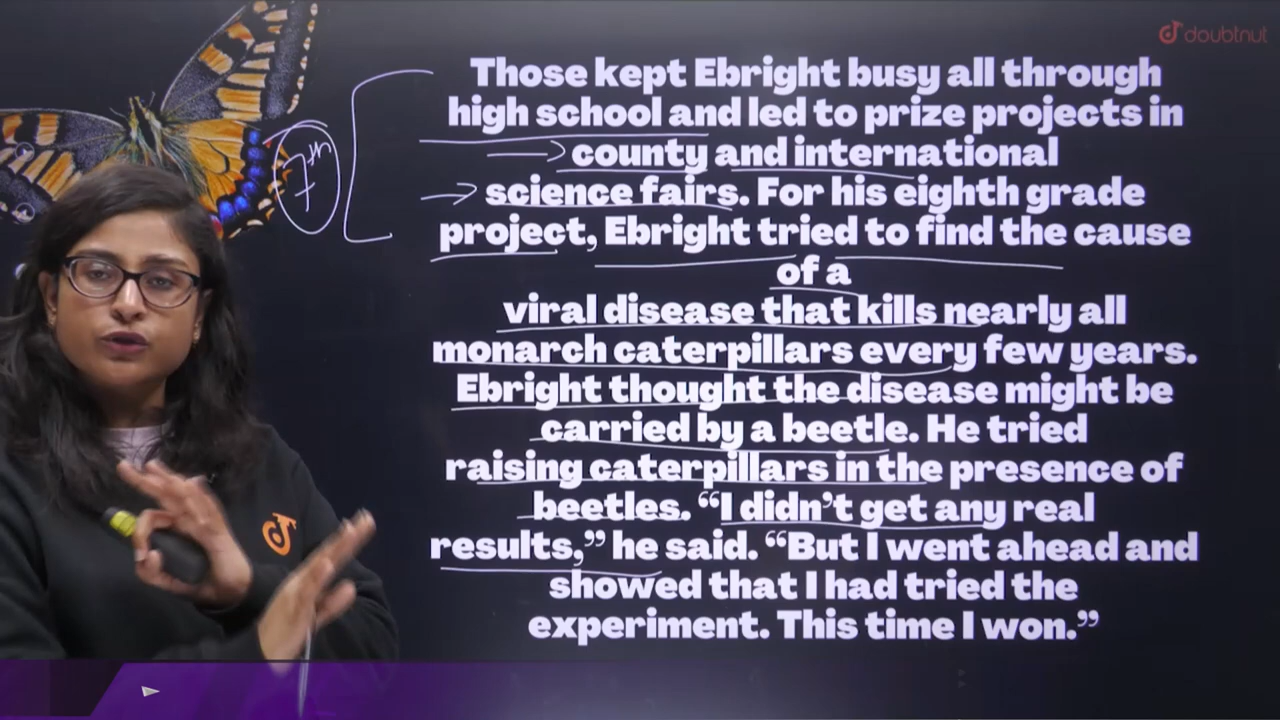 doubtnut
Those kept Ebright busy all through
high school and led to prize projects in
county and international
science fairs. For his eighth grade
project, Ebright tried to find the cause
of a
viral disease that kills nearly all
monarch caterpillars every few years.
Ebright thought the disease might be
carried by a beetle. He tried
raising caterpillars in the presence of
beetles. “I didn’t get any real
results,” he said. “But I went ahead and
showed that I had tried the
experiment. This time I won.”
7th